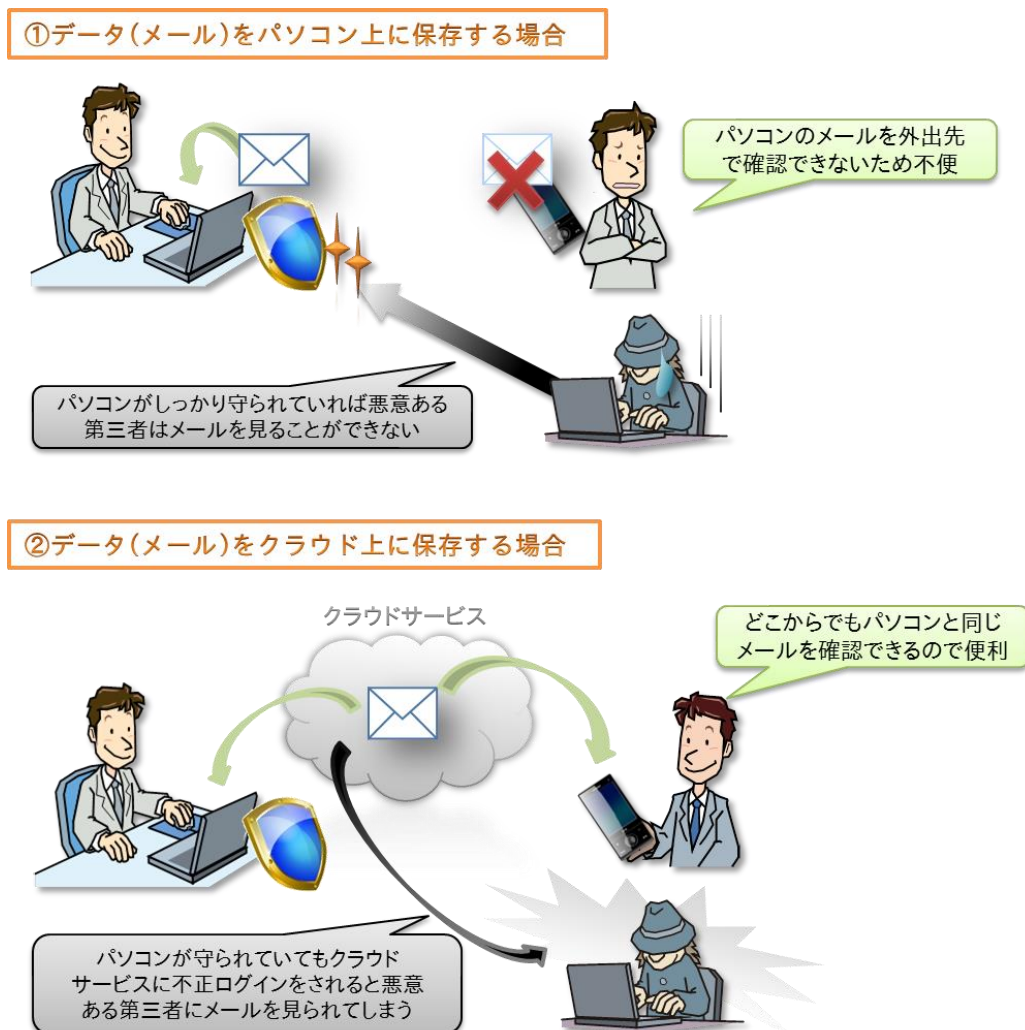 ①データ(メール)をパソコン上に保存する場合
パソコンのメールを外出先
で確認できないため不便
パソコンがしっかり守られていれば悪意ある
第三者はメールを見ることができない
②データ(メール)をクラウド上に保存する場合
クラウドサービス
どこからでもパソコンと同じ
メールを確認できるので便利
パソコンが守られていてもクラウド
サービスに不正ログインをされると悪意
ある第三者にメールを見られてしまう